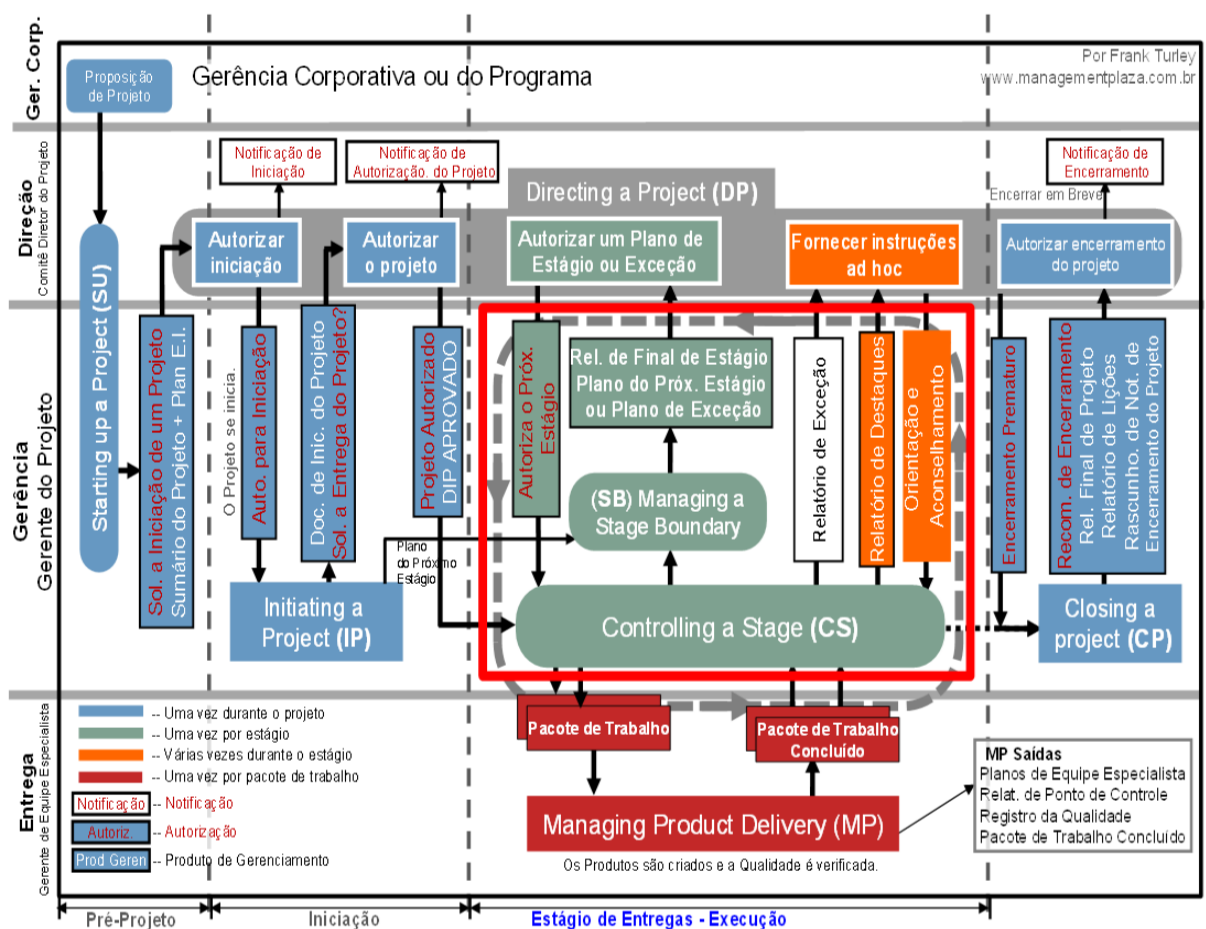 Ger. Corp.
Proposição
de Projeto
Gerência Corporativa ou do Programa
Por Frank Turley
www.managementplaza.com.br
Direção
Comitê Diretor do Projeto
Notificação de
Iniciação
Notificação de
Autorização. do Projeto
Directing a Project (DP)
Notificação de
Encerramento
Encerrar em Breve
Autorizar
iniciação
Autorizar
o projeto
Autorizar um Plano de
Estágio ou Exceção
Fornecer instruções
ad hoc
Autorizar encerramento
do projeto
Gerência
Gerente do Projeto
Starting up a Project (SU)
Sol. a Iniciação de um Projeto
Sumário do Projeto + Plan E.I.
O Projeto se inicia.
Auto. para Iniciação
Doc. de Inic. do Projeto
Sol. a Entrega do Projeto?
Projeto Autorizado
DIP APROVADO
Autoriza o Próx.
Estágio
Rel. de Final de Estágio
Plano do Próx. Estágio
ou Plano de Exceção
Relatório de Exceção
Relatório de Destaques
Orientação e
Aconselhamento
Encerramento Prematuro
Recom. de Encerramento
Rel. Final de Projeto
Relatório de Lições
Rascunho. de Not. de
Encerramento do Projeto
(SB) Managing a
Stage Boundary
Plano
do Próximo
Estágio
Initiating a
Project (IP)
Controlling a Stage (CS)
Closing a
project (CP)
Entrega
Gerente de Equipe Especialista
-- Uma vez durante o projeto
-- Uma vez por estágio
-- Várias vezes durante o estágio
-- Uma vez por pacote de trabalho
Notificação -- Notificação
Autoriz. -- Autorização
Prod Geren -- Produto de Gerenciamento
Pacote de Trabalho
Pacote de Trabalho
Concluído
Managing Product Delivery (MP)
Os Produtos são criados e a Qualidade é verificada.
MP Saídas
Planos de Equipe Especialista
Relat. de Ponto de Controle
Registro da Qualidade
Pacote de Trabalho Concluído
Pré-Projeto
Iniciação
Estágio de Entregas - Execução